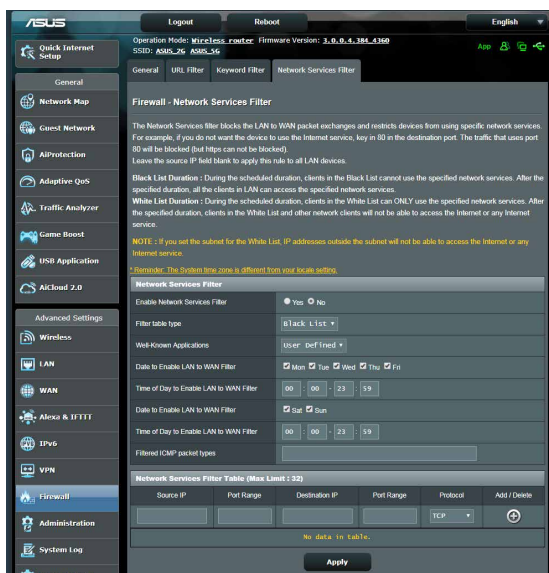 ASUS
Logout
Reboot
English
Operation Mode: Wireless router Firmware Version: 3.0.0.4.384_4360
SSID: ASUS_2G ASUS_5G
App
Quick Internet
Setup
General
Network Map
Guest Network
AiProtection
Adaptive QoS
Traffic Analyzer
Game Boost
USB Application
AiCloud 2.0
Advanced Settings
Wireless
LAN
WAN
Alexa & IFTTT
IPv6
VPN
Firewall
Administration
System Log
General
URL Filter
Keyword Filter
Network Services Filter
Firewall - Network Services Filter
The Network Services filter blocks the LAN to WAN packet exchanges and restricts devices from using specific network services.
For example, if you do not want the device to use the Internet service, key in 80 in the destination port. The traffic that uses port
80 will be blocked (but https can not be blocked).
Leave the source IP field blank to apply this rule to all LAN devices.
Black List Duration : During the scheduled duration, clients in the Black List cannot use the specified network services. After the
specified duration, all the clients in LAN can access the specified network services.
White List Duration : During the scheduled duration, clients in the White List can ONLY use the specified network services. After
the specified duration, clients in the White List and other network clients will not be able to access the Internet or any Internet
service.
NOTE : If you set the subnet for the White List, IP addresses outside the subnet will not be able to access the Internet or any
Internet service.
* Reminder: The System time zone is different from your locale setting.
Network Services Filter
Enable Network Services Filter
Yes No
Filter table type
Black List
Well-Known Applications
User Defined
Date to Enable LAN to WAN Filter
Mon Tue Wed Thu Fri
Time of Day to Enable LAN to WAN Filter
00 : 00 - 23 : 59
Date to Enable LAN to WAN Filter
Sat Sun
Time of Day to Enable LAN to WAN Filter
00 : 00 - 23 : 59
Filtered ICMP packet types
Network Services Filter Table (Max Limit : 32)
Source IP
Port Range
Destination IP
Port Range
Protocol
Add / Delete
TCP
No data in table.
Apply